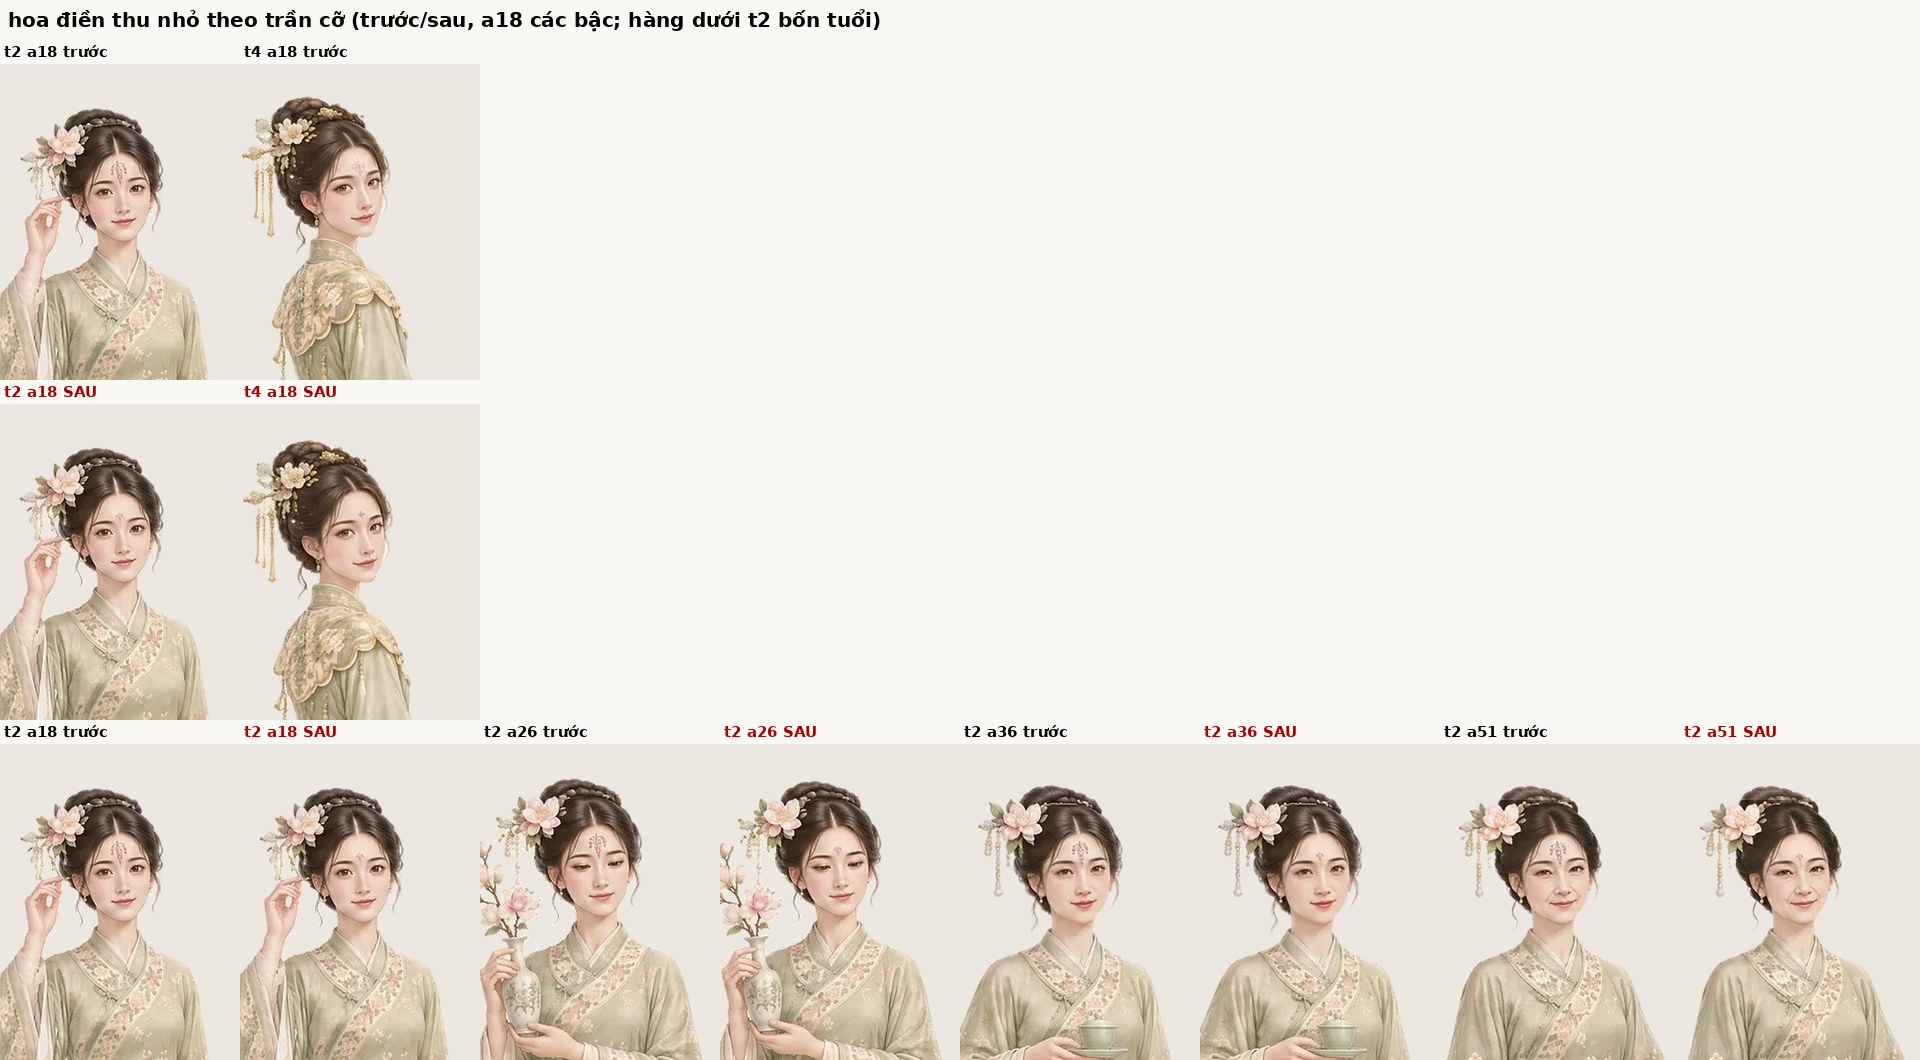 hoa điền thu nhỏ theo trần cỡ (trước/sau, a18 các bậc; hàng dưới t2 bốn tuổi)
t2 a18 trước
t4 a18 trước
t2 a18 SAU
t4 a18 SAU
t2 a18 trước
t2 a18 SAU
t2 a26 trước
t2 a26 SAU
t2 a36 trước
t2 a36 SAU
t2 a51 trước
t2 a51 SAU